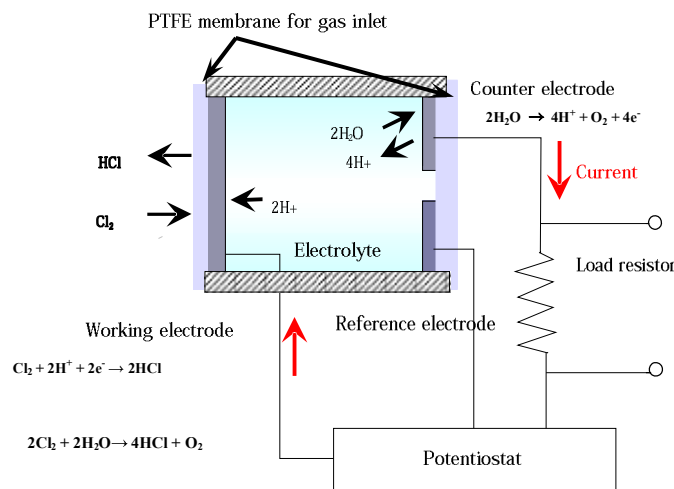 PTFE membrane for gas inlet
Counter electrode
2H₂O → 4H⁺ + O₂ + 4e⁻
2H₂O
4H+
HCl
Current
2H+
Cl₂
Electrolyte
Load resistor
Working electrode
Reference electrode
Cl₂ + 2H⁺ + 2e⁻ → 2HCl
2Cl₂ + 2H₂O → 4HCl + O₂
Potentiostat